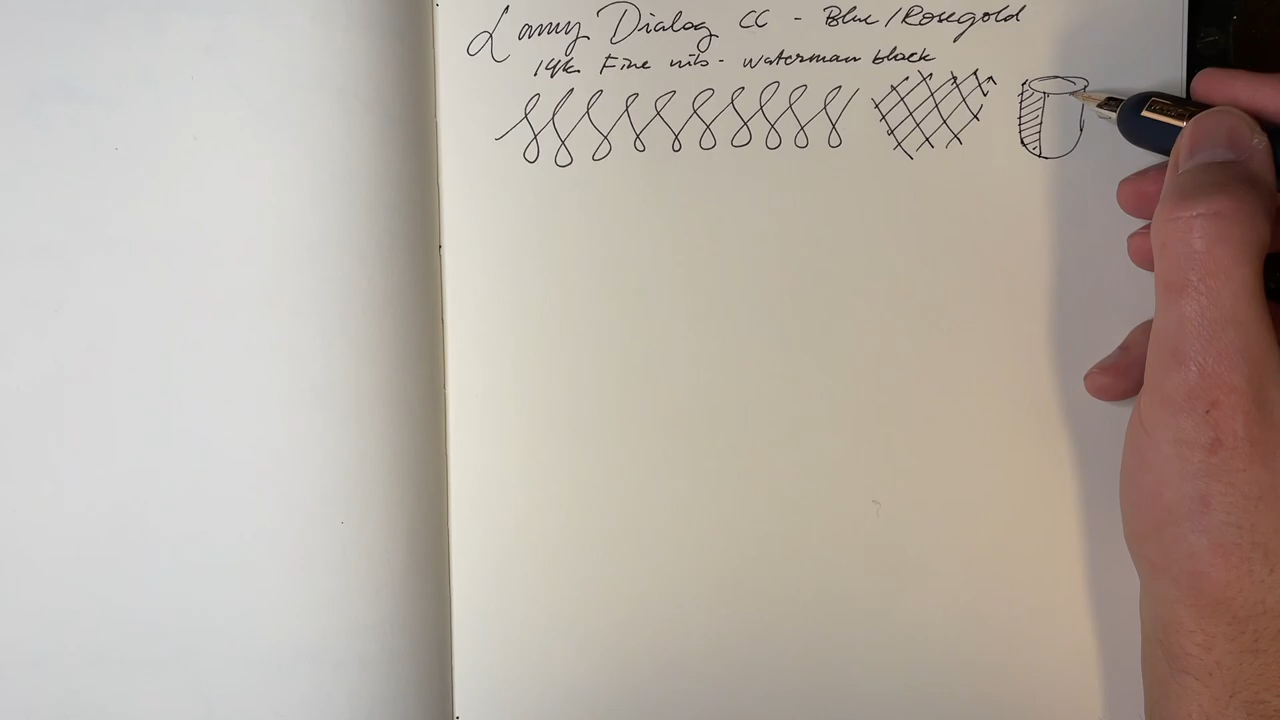 Lamy Dialog CC - Blue/Rosegold
14k Fine nib - Waterman black